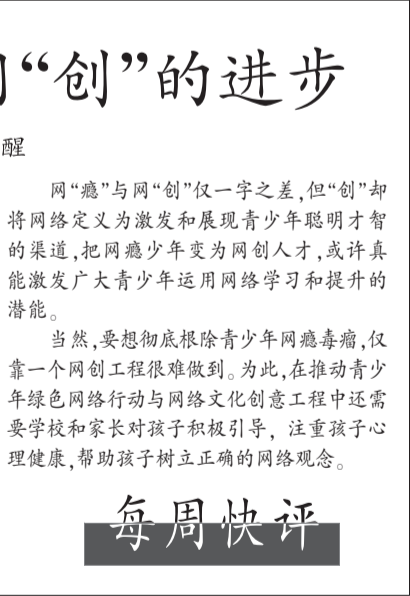 “创”的进步
醒
网“瘾”与网“创”仅一字之差,但“创”却
将网络定义为激发和展现青少年聪明才智
的渠道,把网瘾少年变为网创人才,或许真
能激发广大青少年运用网络学习和提升的
潜能。
当然,要想彻底根除青少年网瘾毒瘤,仅
靠一个网创工程很难做到。为此,在推动青少
年绿色网络行动与网络文化创意工程中还需
要学校和家长对孩子积极引导，注重孩子心
理健康,帮助孩子树立正确的网络观念。
每周快评